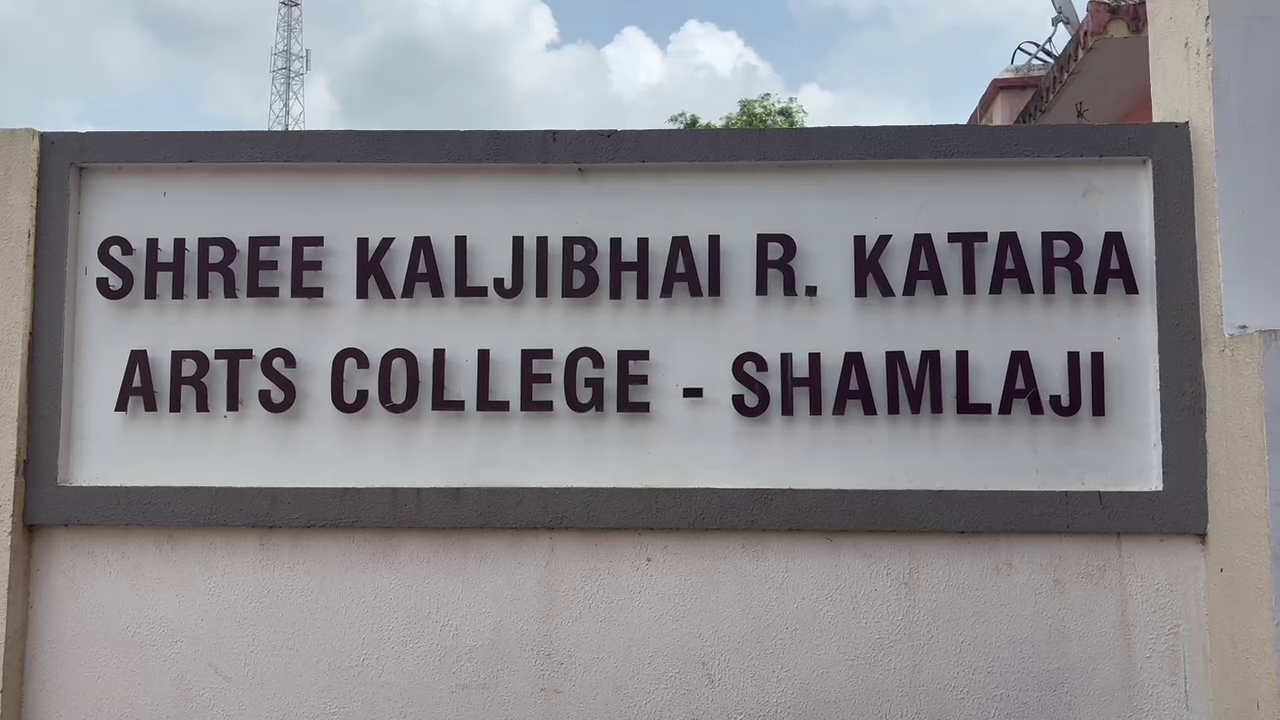 SHREE KALJIBHAI R. KATARA
ARTS COLLEGE - SHAMLAJI